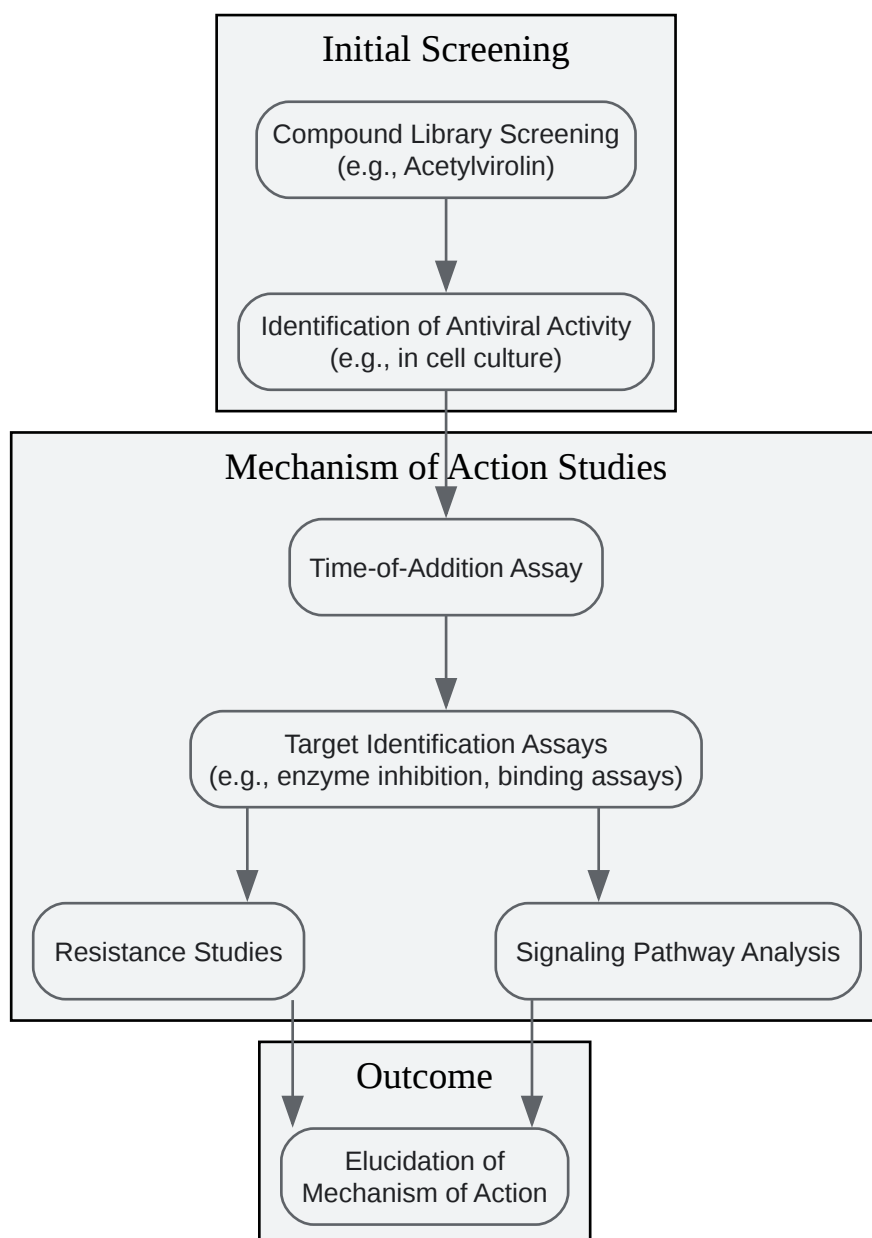 Initial Screening
Compound Library Screening
(e.g., Acetylvirolin)
Identification of Antiviral Activity
(e.g., in cell culture)
Mechanism of Action Studies
Time-of-Addition Assay
Target Identification Assays
(e.g., enzyme inhibition, binding assays)
Resistance Studies
Signaling Pathway Analysis
Outcome
Elucidation of
Mechanism of Action